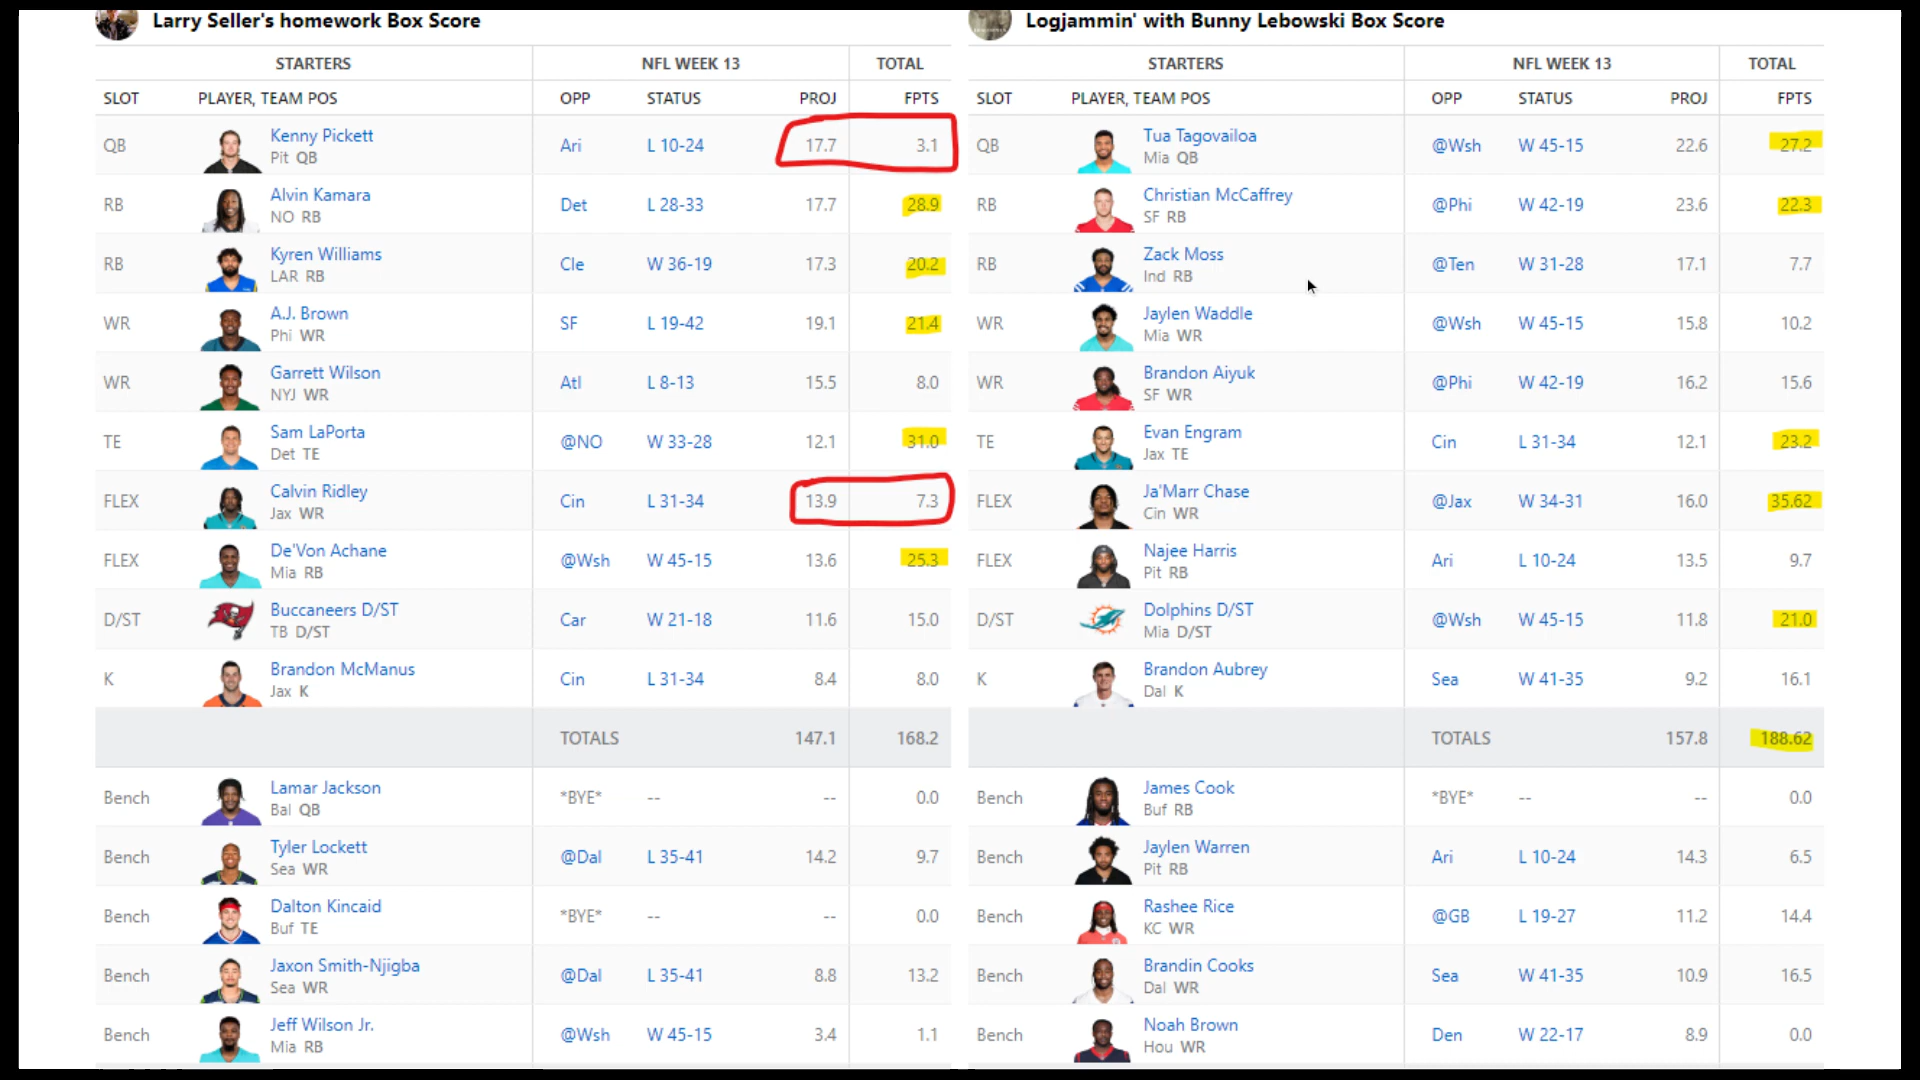 Larry Seller's homework Box Score
STARTERS NFL WEEK 13 TOTAL
SLOT PLAYER, TEAM POS OPP STATUS PROJ FPTS
QB Kenny Pickett Pit QB Ari L 10-24 17.7 3.1
RB Alvin Kamara NO RB Det L 28-33 17.7 28.9
RB Kyren Williams LAR RB Cle W 36-19 17.3 20.2
WR A.J. Brown Phi WR SF L 19-42 19.1 21.4
WR Garrett Wilson NYJ WR Atl L 8-13 15.5 8.0
TE Sam LaPorta Det TE @NO W 33-28 12.1 31.0
FLEX Calvin Ridley Jax WR Cin L 31-34 13.9 7.3
FLEX De'Von Achane Mia RB @Wsh W 45-15 13.6 25.3
D/ST Buccaneers D/ST TB D/ST Car W 21-18 11.6 15.0
K Brandon McManus Jax K Cin L 31-34 8.4 8.0
TOTALS 147.1 168.2
Bench Lamar Jackson Bal QB *BYE* -- -- 0.0
Bench Tyler Lockett Sea WR @Dal L 35-41 14.2 9.7
Bench Dalton Kincaid Buf TE *BYE* -- -- 0.0
Bench Jaxon Smith-Njigba Sea WR @Dal L 35-41 8.8 13.2
Bench Jeff Wilson Jr. Mia RB @Wsh W 45-15 3.4 1.1
Logjammin' with Bunny Lebowski Box Score
STARTERS NFL WEEK 13 TOTAL
SLOT PLAYER, TEAM POS OPP STATUS PROJ FPTS
QB Tua Tagovailoa Mia QB @Wsh W 45-15 22.6 27.2
RB Christian McCaffrey SF RB @Phi W 42-19 23.6 22.3
RB Zack Moss Ind RB @Ten W 31-28 17.1 7.7
WR Jaylen Waddle Mia WR @Wsh W 45-15 15.8 10.2
WR Brandon Aiyuk SF WR @Phi W 42-19 16.2 15.6
TE Evan Engram Jax TE Cin L 31-34 12.1 23.2
FLEX Ja'Marr Chase Cin WR @Jax W 34-31 16.0 35.62
FLEX Najee Harris Pit RB Ari L 10-24 13.5 9.7
D/ST Dolphins D/ST Mia D/ST @Wsh W 45-15 11.8 21.0
K Brandon Aubrey Dal K Sea W 41-35 9.2 16.1
TOTALS 157.8 188.62
Bench James Cook Buf RB *BYE* -- -- 0.0
Bench Jaylen Warren Pit RB Ari L 10-24 14.3 6.5
Bench Rashee Rice KC WR @GB L 19-27 11.2 14.4
Bench Brandin Cooks Dal WR Sea W 41-35 10.9 16.5
Bench Noah Brown Hou WR Den W 22-17 8.9 0.0